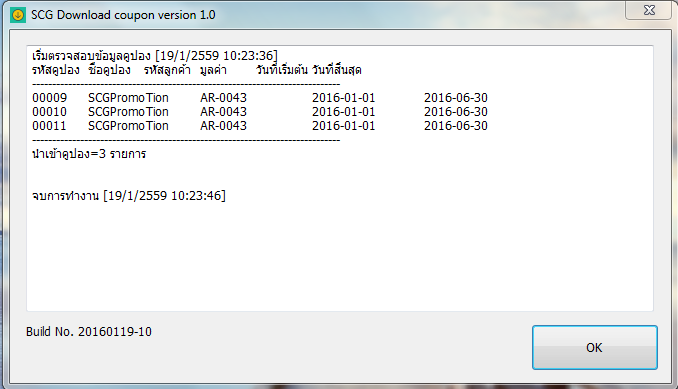 SCG Download coupon version 1.0
เริ่มตรวจสอบข้อมูลคูปอง [19/1/2559 10:23:36]
รหัสคูปอง ชื่อคูปอง รหัสลูกค้า มูลค่า วันที่เริ่มต้น วันที่สิ้นสุด
--------------------------------------------------------------------------------
00009 SCGPromoTion AR-0043 2016-01-01 2016-06-30
00010 SCGPromoTion AR-0043 2016-01-01 2016-06-30
00011 SCGPromoTion AR-0043 2016-01-01 2016-06-30
--------------------------------------------------------------------------------
นำเข้าคูปอง=3 รายการ
จบการทำงาน [19/1/2559 10:23:46]
Build No. 20160119-10
OK